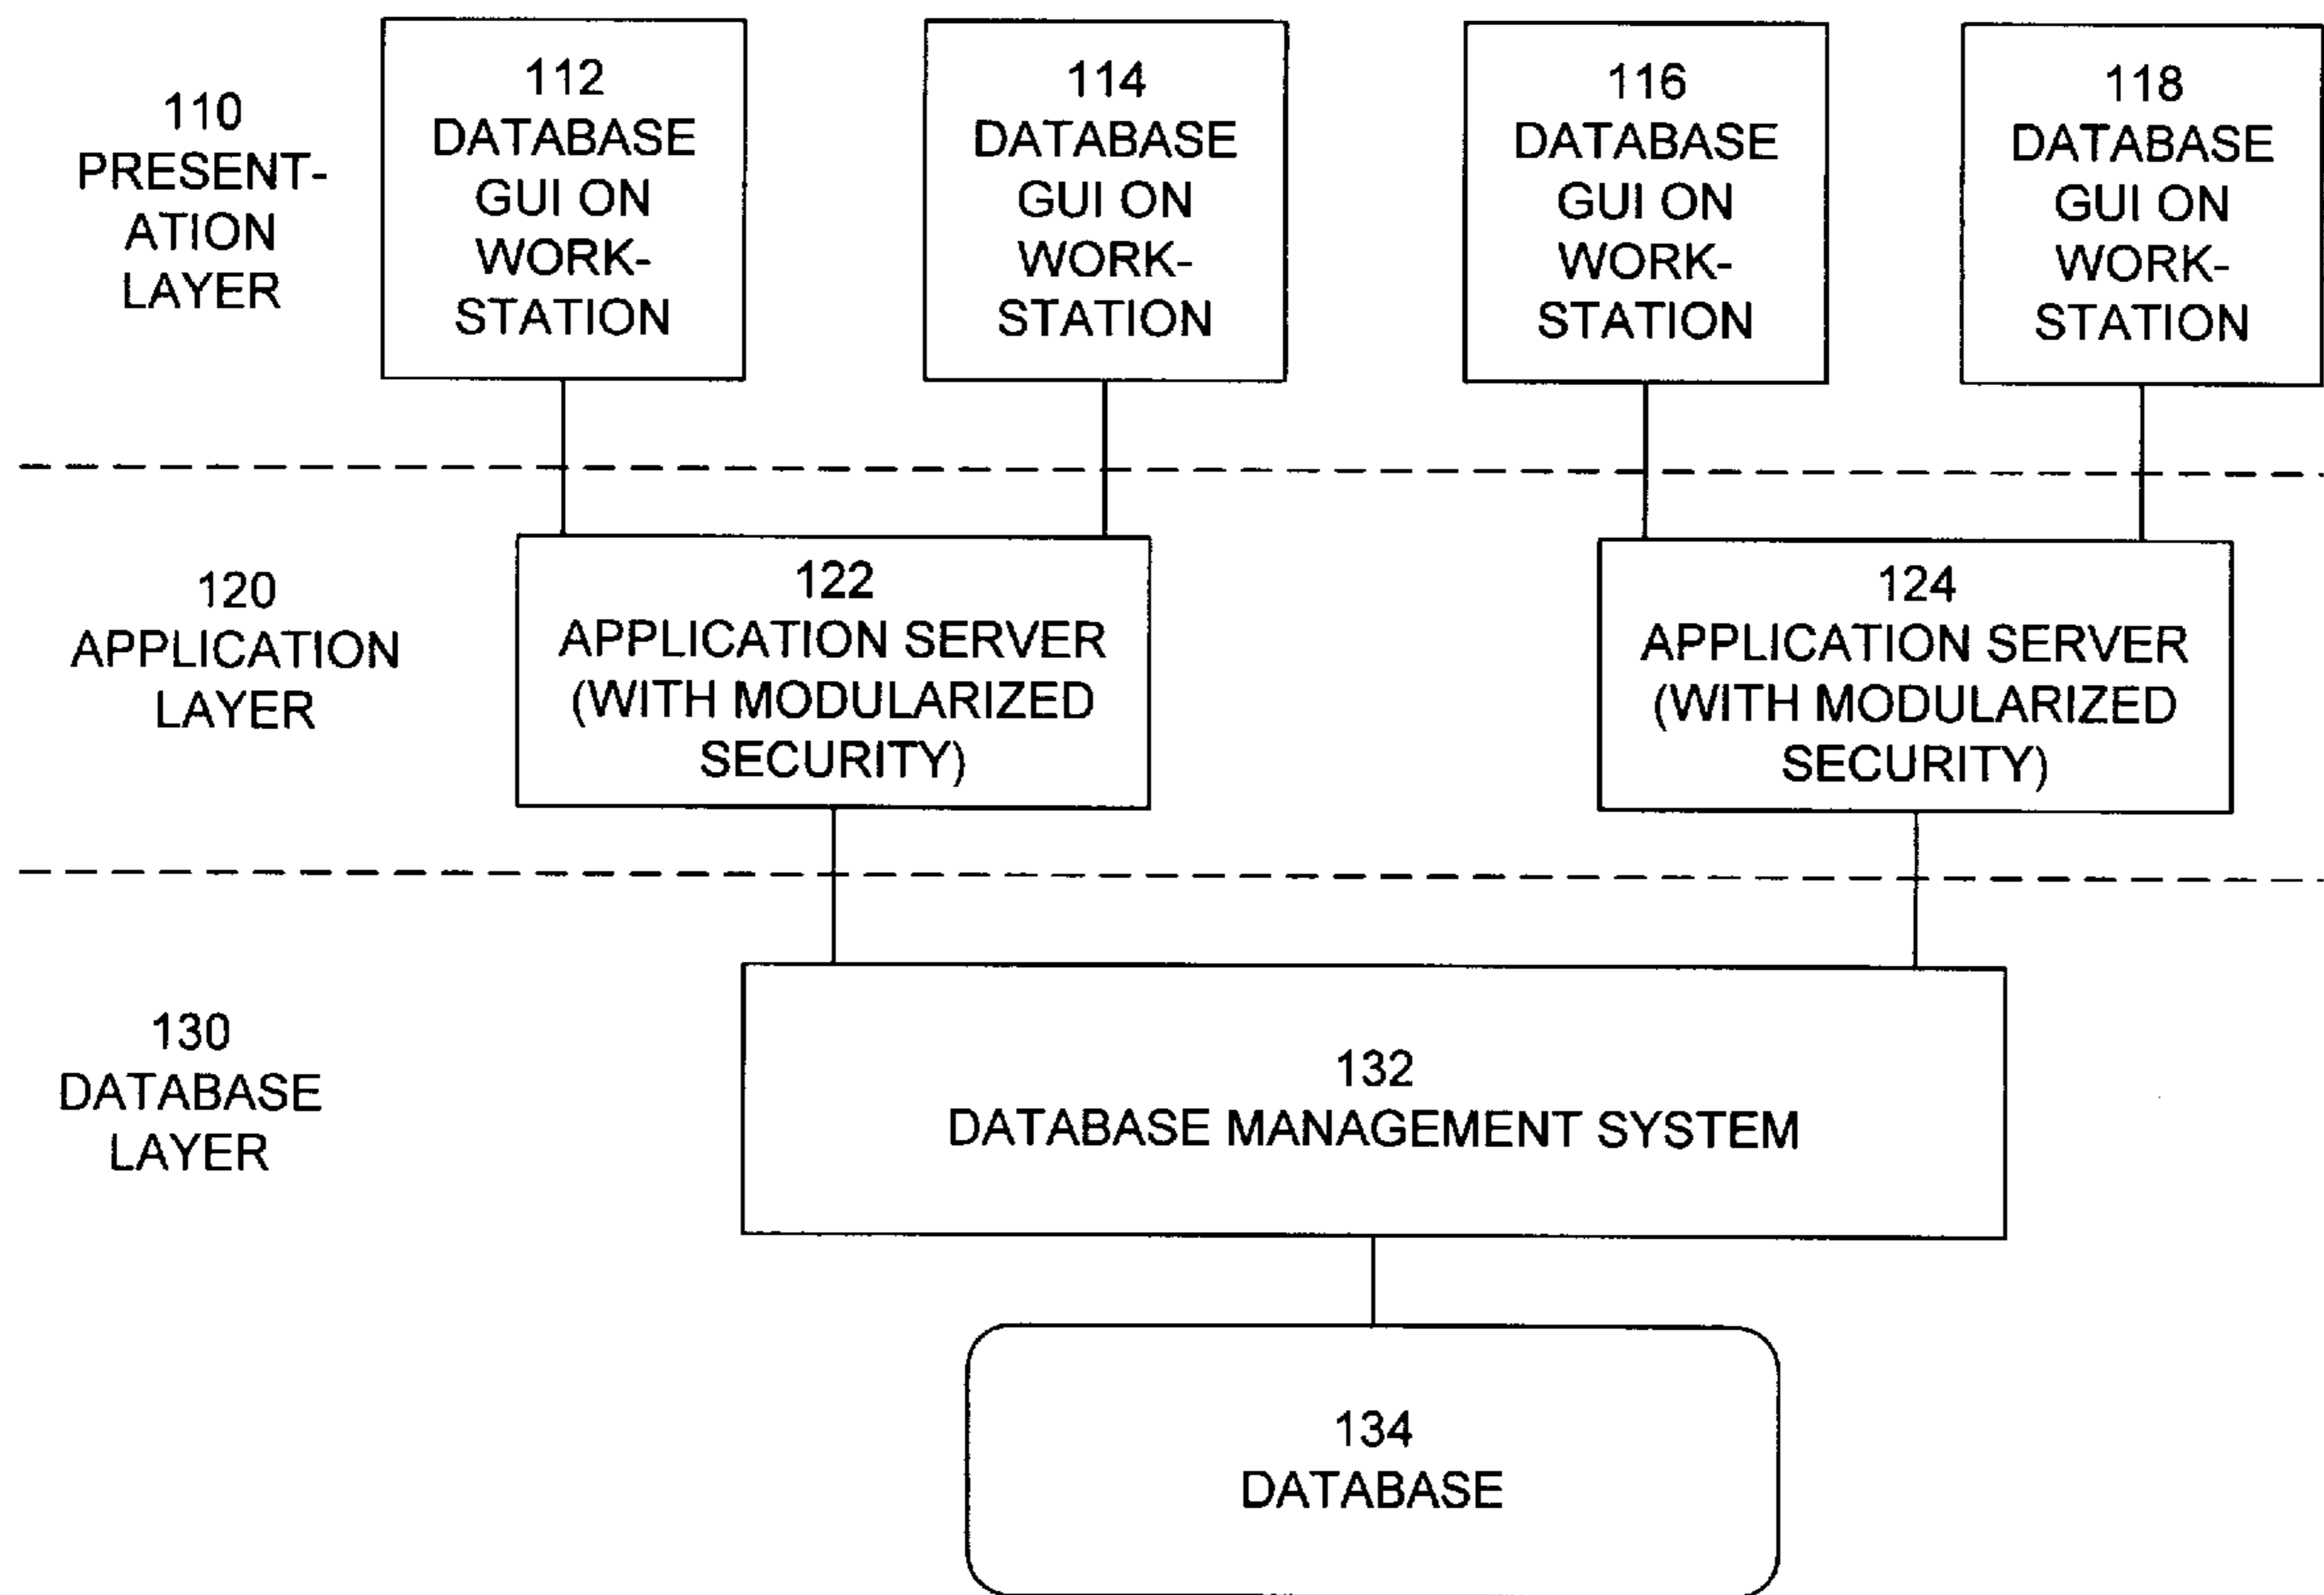 110
PRESENT-
ATION
LAYER
112
DATABASE
GUI ON
WORK-
STATION
114
DATABASE
GUI ON
WORK-
STATION
116
DATABASE
GUI ON
WORK-
STATION
118
DATABASE
GUI ON
WORK-
STATION
120
APPLICATION
LAYER
122
APPLICATION SERVER
(WITH MODULARIZED
SECURITY)
124
APPLICATION SERVER
(WITH MODULARIZED
SECURITY)
130
DATABASE
LAYER
132
DATABASE MANAGEMENT SYSTEM
134
DATABASE